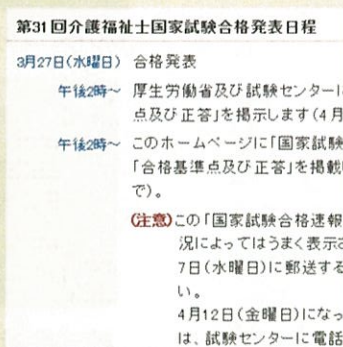 第31回介護福祉士国家試験合格発表日程
3月27日(水曜日) 合格発表
午後2時～ 厚生労働省及び試験センターに
点及び正答」を掲示します(4月
午後2時～ このホームページに「国家試験
「合格基準点及び正答」を掲載
で)。
(注意)この「国家試験合格速報
況によってはうまく表示さ
7日(水曜日)に郵送する
い。
4月12日(金曜日)になっ
は、試験センターに電話